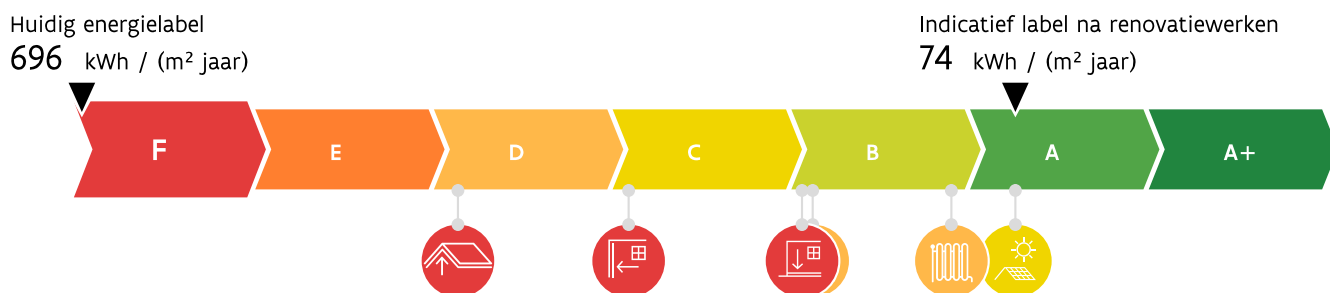 Huidig energielabel
696 kWh / (m² jaar)
Indicatief label na renovatiewerken
74 kWh / (m² jaar)
F E D C B A A+